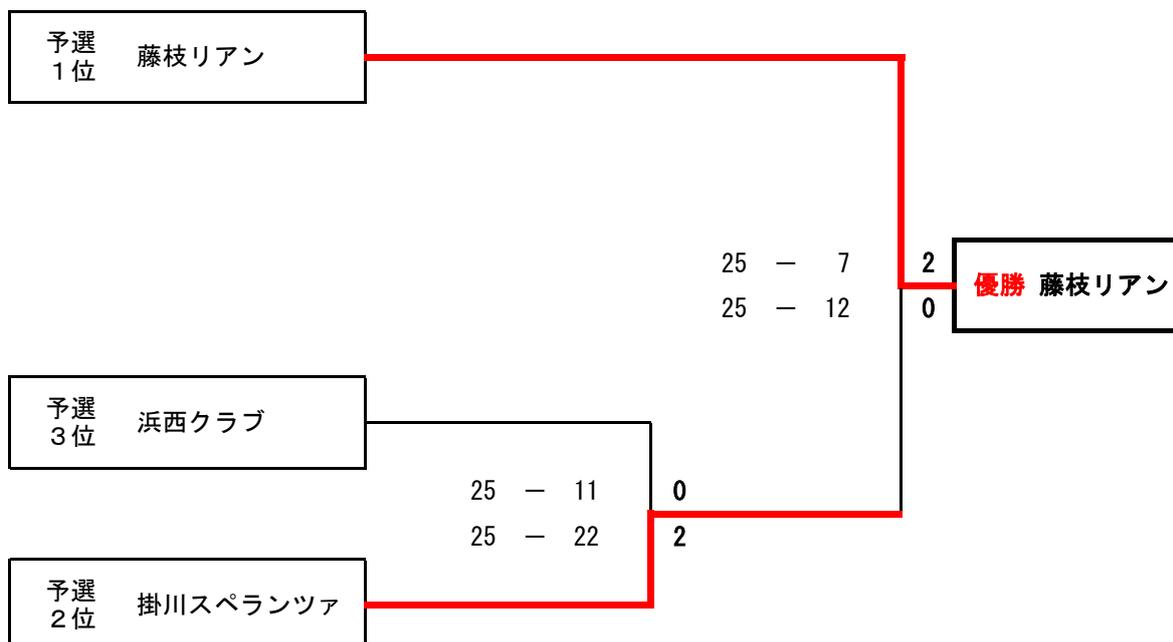 予選
１位
藤枝リアン
25 － 7
2
25 － 12
0
優勝 藤枝リアン
予選
３位
浜西クラブ
25 － 11
0
25 － 22
2
予選
２位
掛川スペランツァ